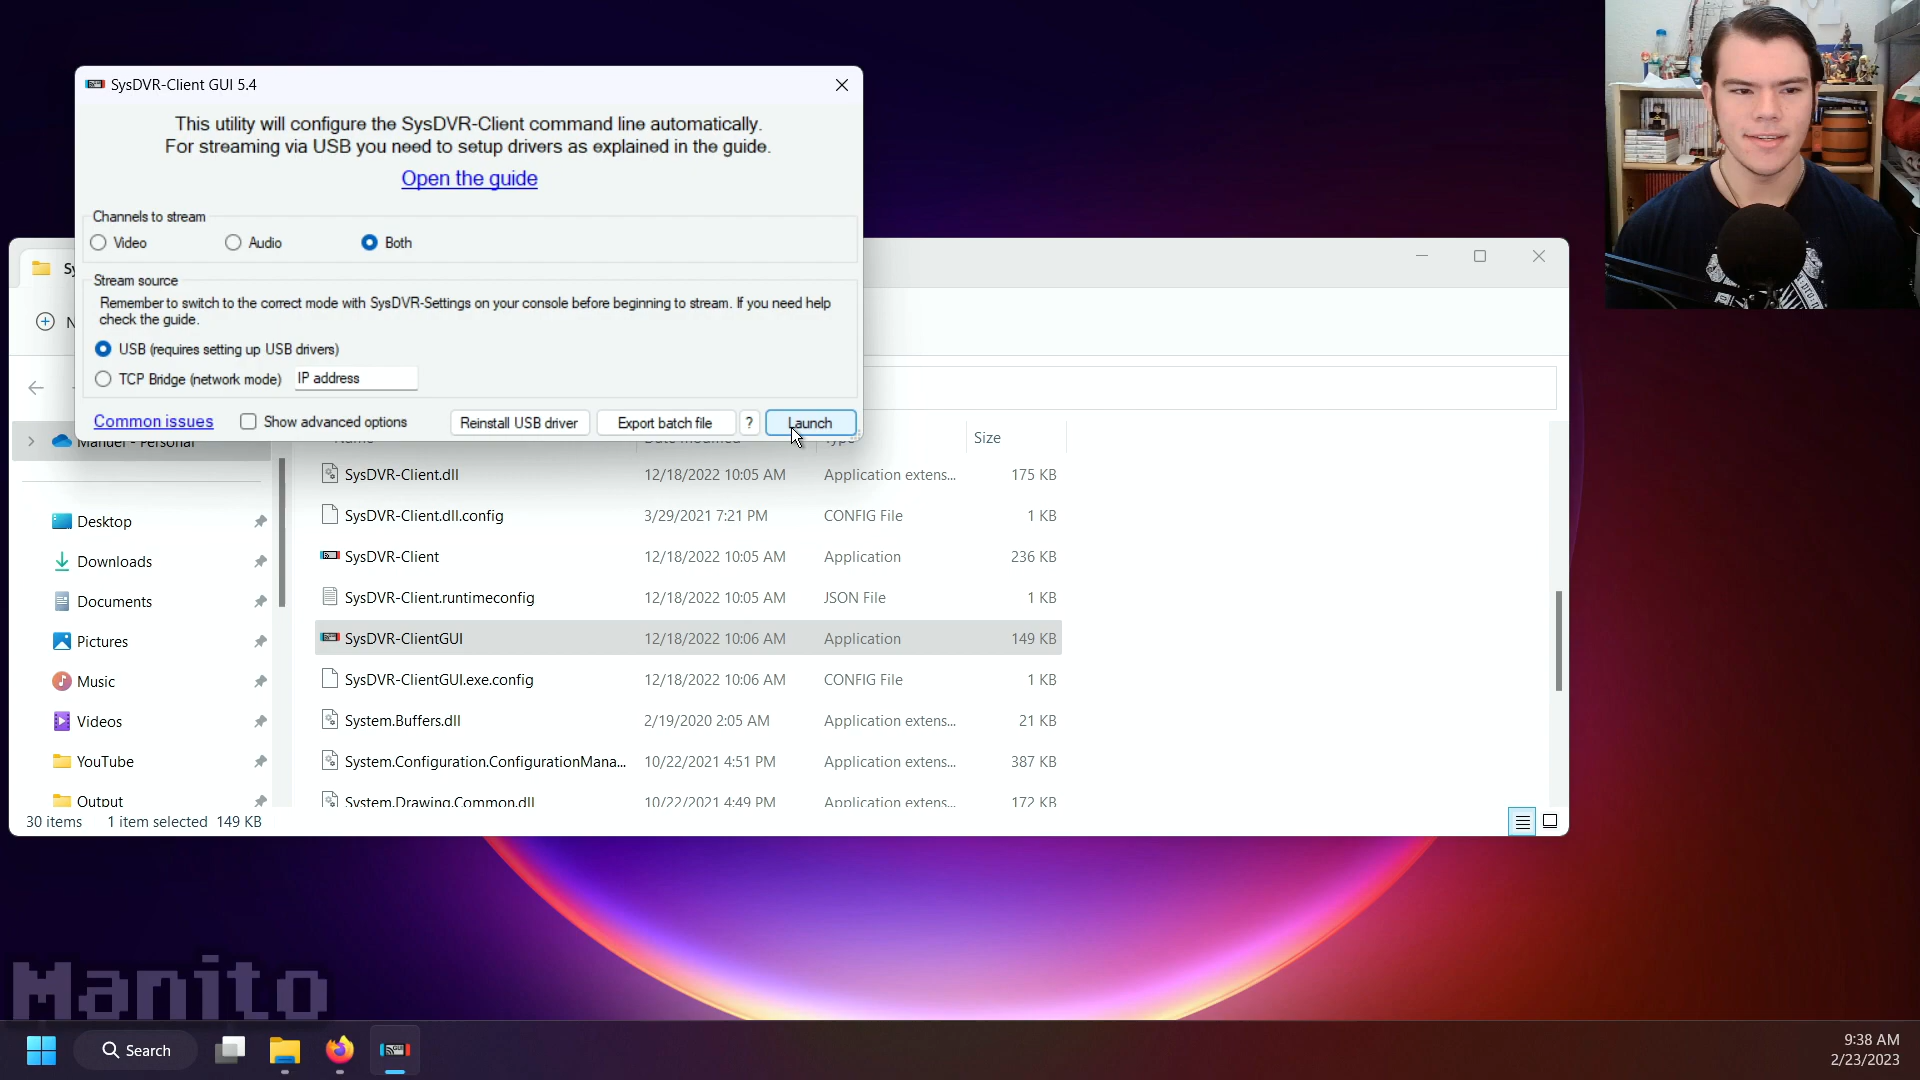 SysDVR-Client GUI 5.4
This utility will configure the SysDVR-Client command line automatically.
For streaming via USB you need to setup drivers as explained in the guide.
Open the guide
Channels to stream
Video Audio Both
Stream source
Remember to switch to the correct mode with SysDVR-Settings on your console before beginning to stream. If you need help
check the guide.
USB (requires setting up USB drivers)
TCP Bridge (network mode) IP address
Common issues Show advanced options Reinstall USB driver Export batch file ? Launch
Manuel - Personal
Name Date modified Type Size
SysDVR-Client.dll 12/18/2022 10:05 AM Application extens... 175 KB
SysDVR-Client.dll.config 3/29/2021 7:21 PM CONFIG File 1 KB
SysDVR-Client 12/18/2022 10:05 AM Application 236 KB
SysDVR-Client.runtimeconfig 12/18/2022 10:05 AM JSON File 1 KB
SysDVR-ClientGUI 12/18/2022 10:06 AM Application 149 KB
SysDVR-ClientGUI.exe.config 12/18/2022 10:06 AM CONFIG File 1 KB
System.Buffers.dll 2/19/2020 2:05 AM Application extens... 21 KB
System.Configuration.ConfigurationMana... 10/22/2021 4:51 PM Application extens... 387 KB
System.Drawing.Common.dll 10/22/2021 4:49 PM Application extens... 172 KB
Desktop
Downloads
Documents
Pictures
Music
Videos
YouTube
Output
30 items 1 item selected 149 KB
Manito
Search
9:38 AM
2/23/2023